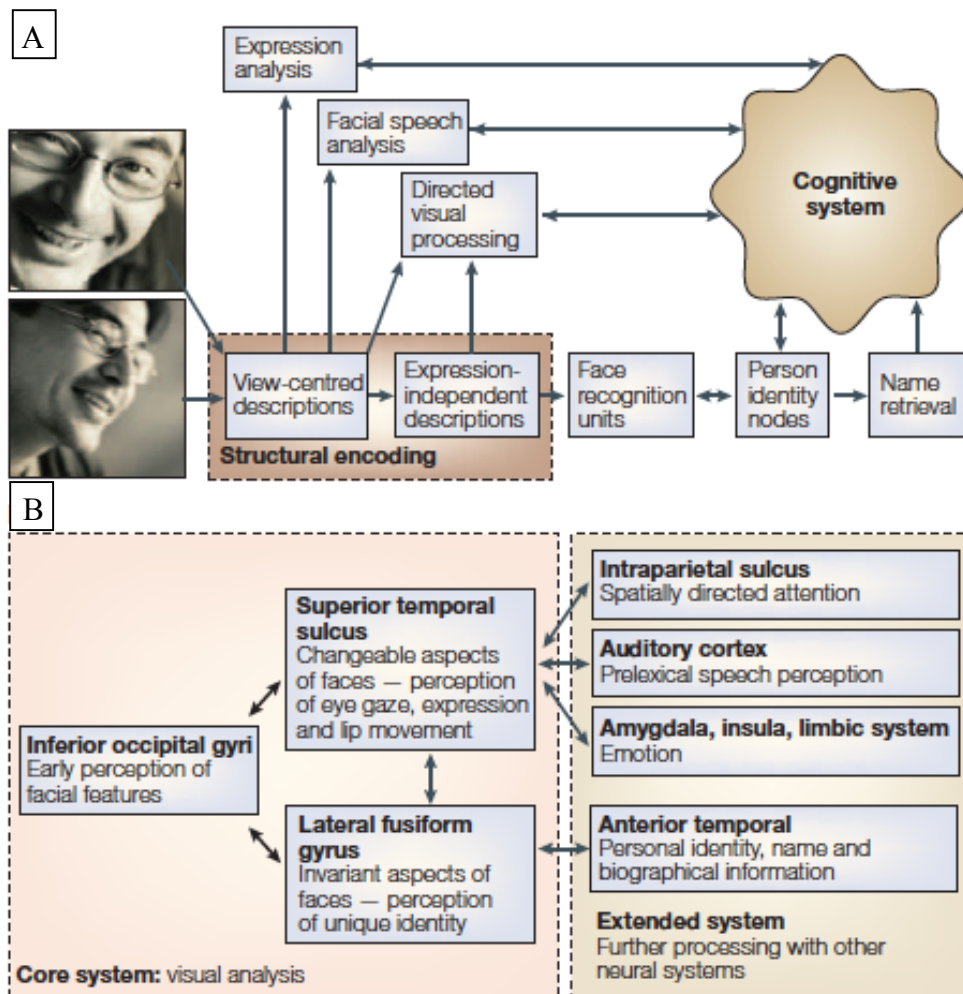 A
Expression
analysis
Facial speech
analysis
Directed
visual
processing
Cognitive
system
View-centred
descriptions
Expression-
independent
descriptions
Structural encoding
Face
recognition
units
Person
identity
nodes
Name
retrieval
B
Inferior occipital gyri
Early perception of
facial features
Superior temporal
sulcus
Changeable aspects
of faces — perception
of eye gaze, expression
and lip movement
Lateral fusiform
gyrus
Invariant aspects of
faces — perception
of unique identity
Core system: visual analysis
Intraparietal sulcus
Spatially directed attention
Auditory cortex
Prelexical speech perception
Amygdala, insula, limbic system
Emotion
Anterior temporal
Personal identity, name and
biographical information
Extended system
Further processing with other
neural systems